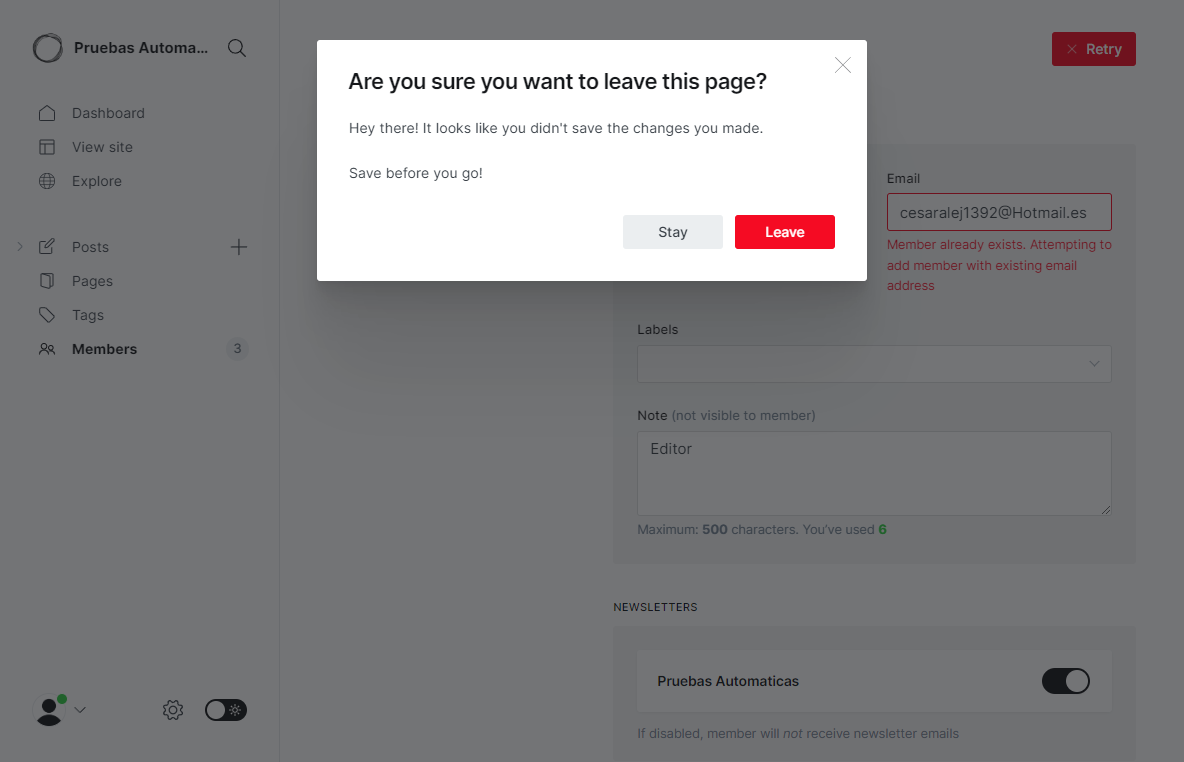 Pruebas Automa...
Dashboard
View site
Explore
Posts
Pages
Tags
Members
3
Retry
Are you sure you want to leave this page?
Hey there! It looks like you didn't save the changes you made.
Save before you go!
Stay
Leave
Email
cesaralej1392@Hotmail.es
Member already exists. Attempting to
add member with existing email
address
Labels
Note (not visible to member)
Editor
Maximum: 500 characters. You've used 6
NEWSLETTERS
Pruebas Automaticas
If disabled, member will not receive newsletter emails